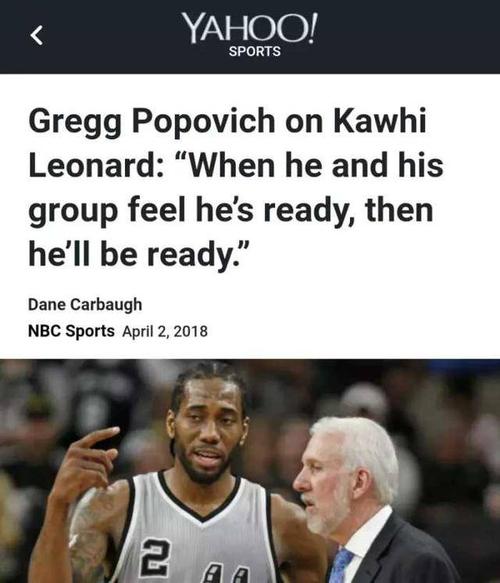 YAHOO!
SPORTS
Gregg Popovich on Kawhi
Leonard: “When he and his
group feel he’s ready, then
he’ll be ready.”
Dane Carbaugh
NBC Sports April 2, 2018
2
44